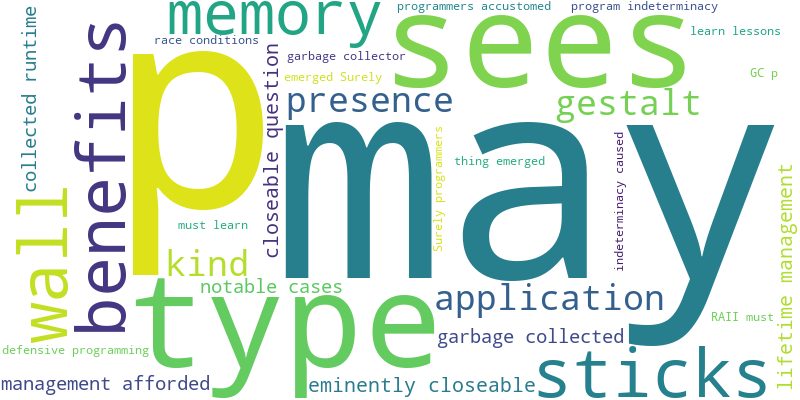 memory
programmers accustomed
program indeterminacy
sees
learn lessons
race conditions
garbage collector
emerged Surely
GC p
collected runtime
benefits
p
closeable question
presence
gestalt
may
Surely programmers
thing emerged
indeterminacy caused
must learn
wall
kind
notable cases
type
application
lifetime management
RAII must
garbage collected
defensive programming
management afforded
eminently closeable
sticks